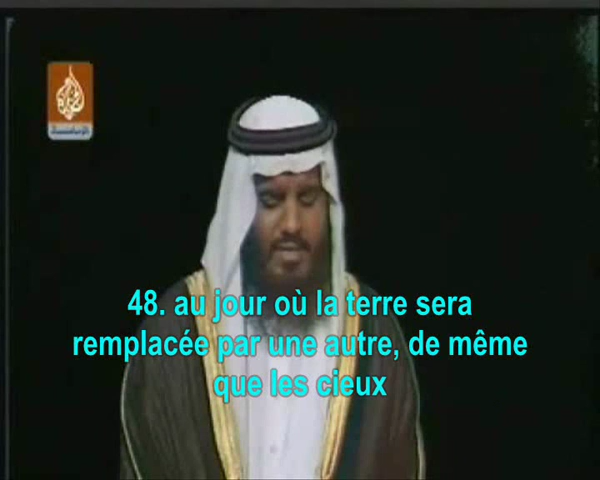 48. au jour où la terre sera
remplacée par une autre, de même
que les cieux